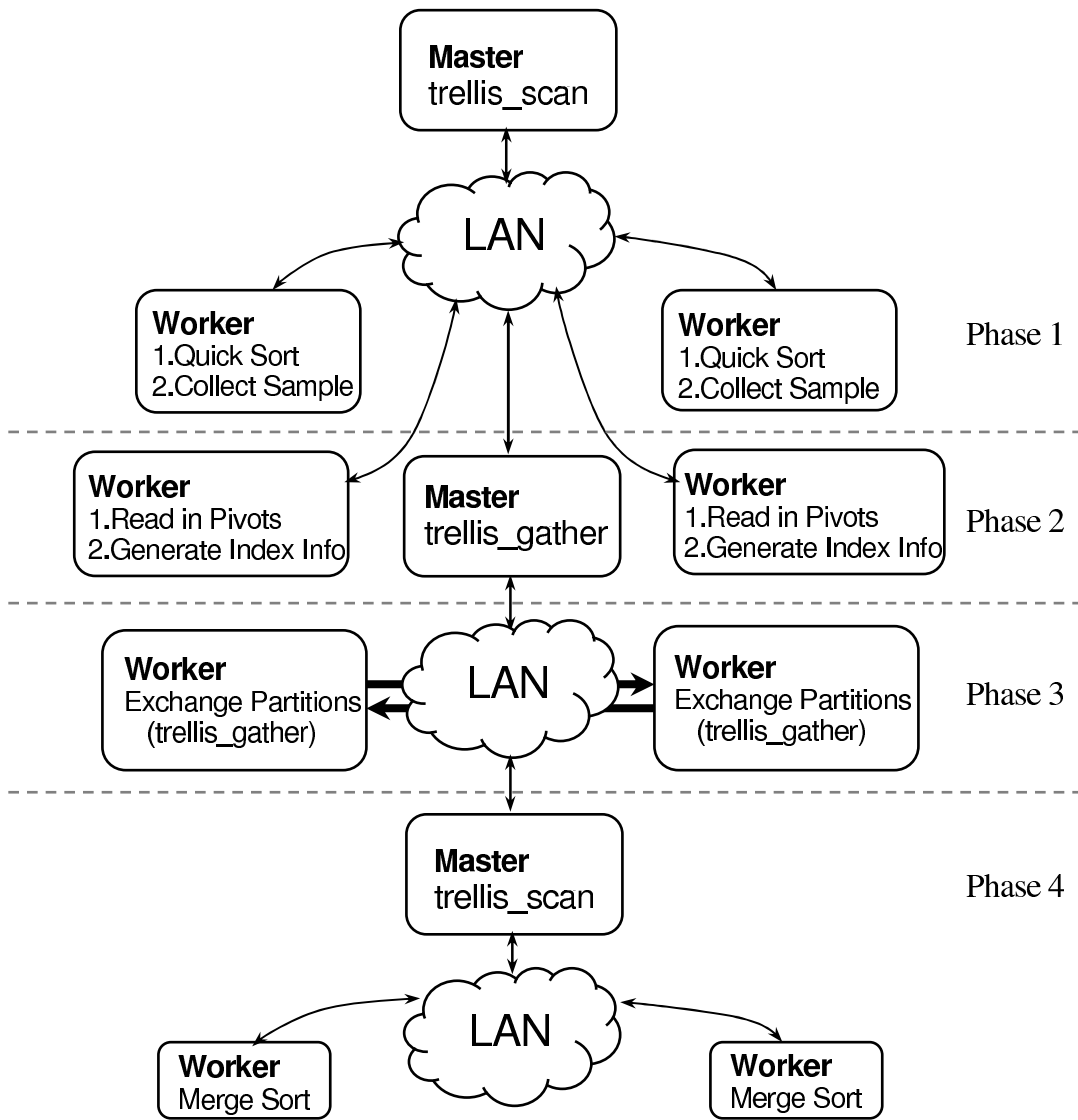 Master
trellis_scan
LAN
Worker
1.Quick Sort
2.Collect Sample
Worker
1.Quick Sort
2.Collect Sample
Phase 1
Worker
1.Read in Pivots
2.Generate Index Info
Master
trellis_gather
Worker
1.Read in Pivots
2.Generate Index Info
Phase 2
Worker
Exchange Partitions
(trellis_gather)
LAN
Worker
Exchange Partitions
(trellis_gather)
Phase 3
Master
trellis_scan
Phase 4
LAN
Worker
Merge Sort
Worker
Merge Sort